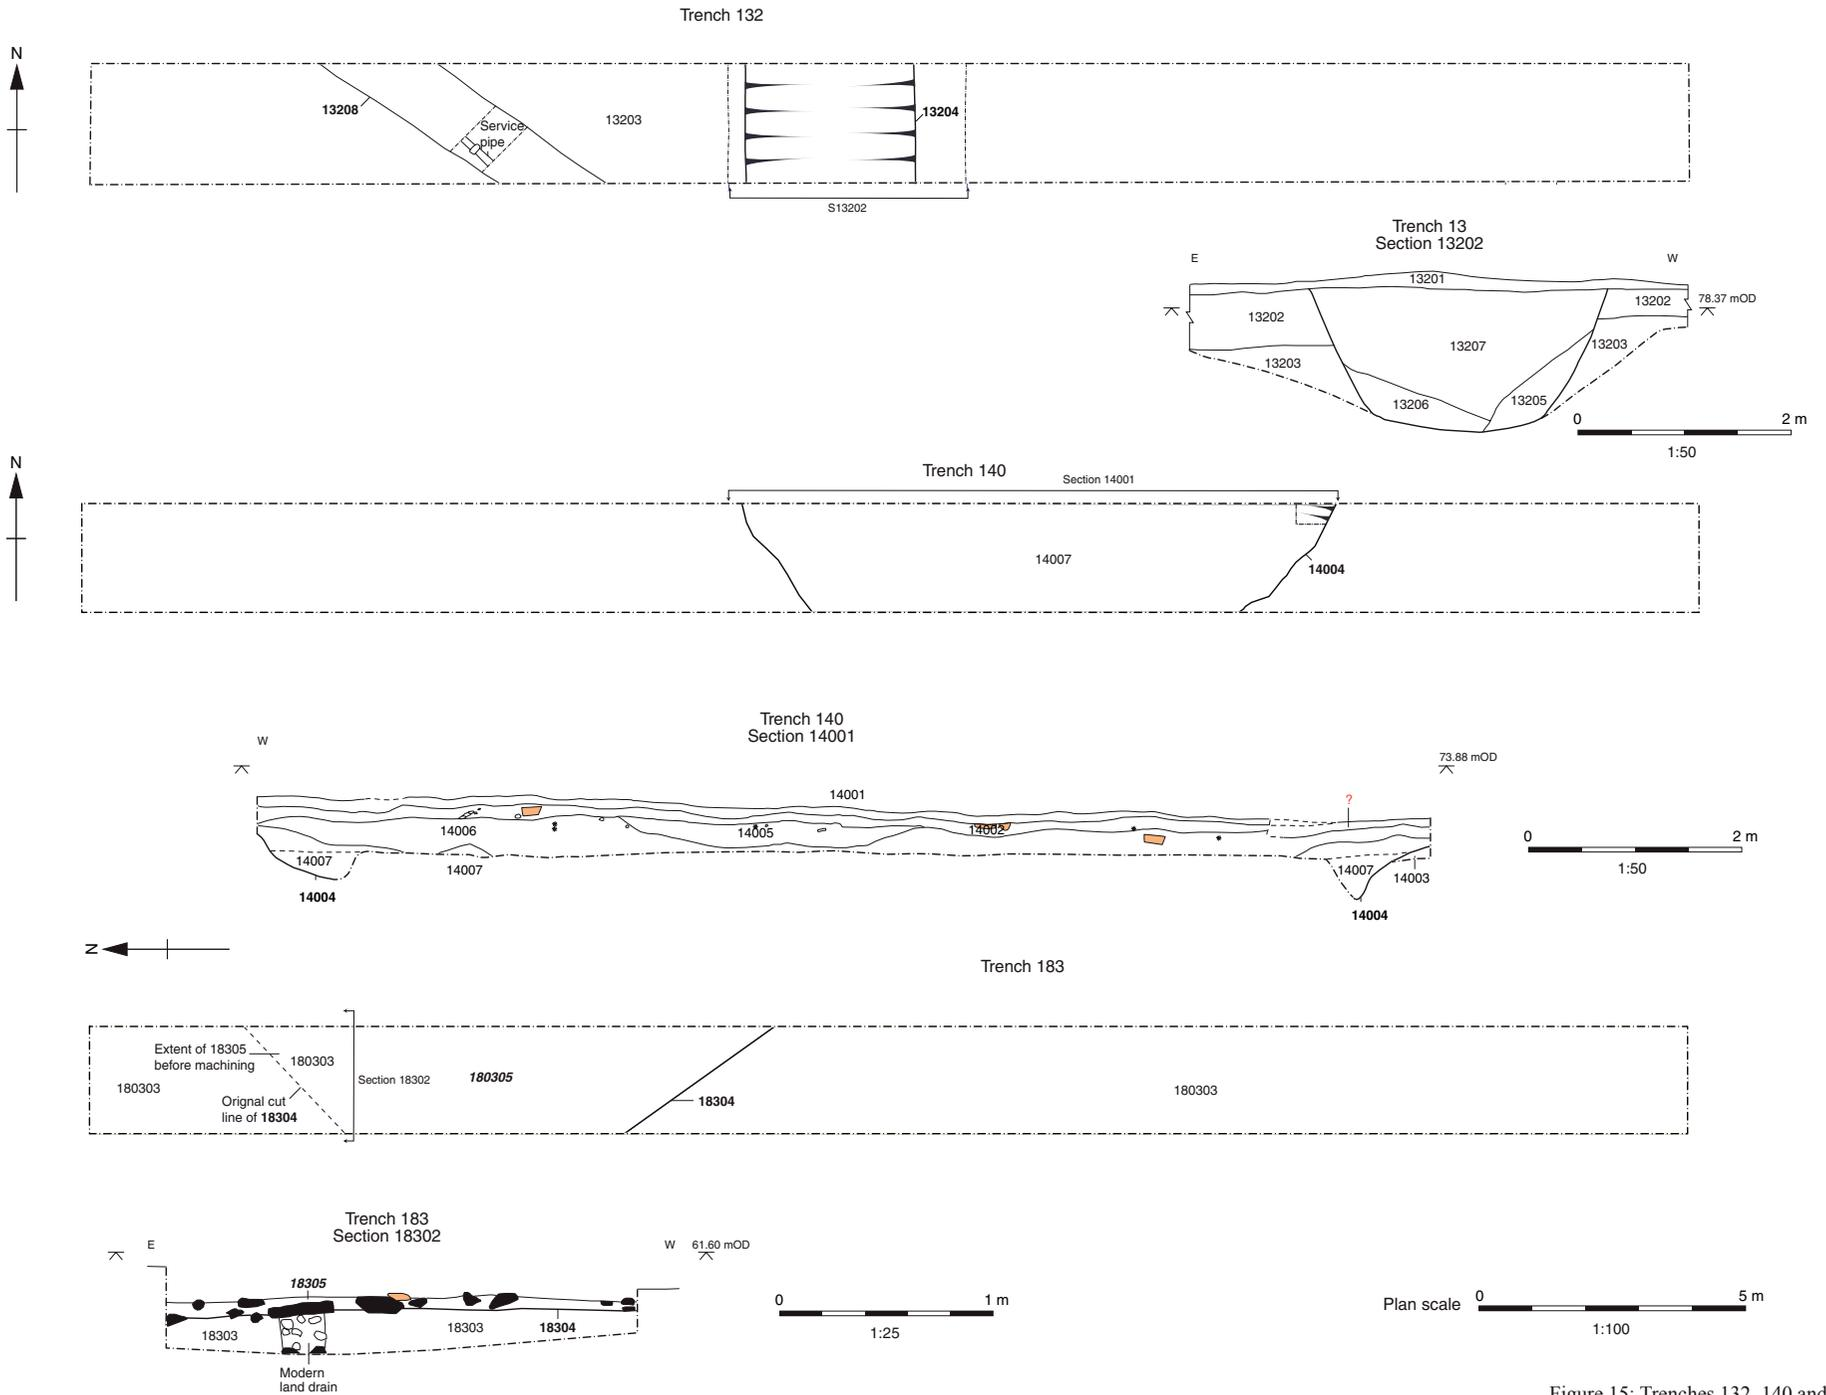 Trench 132
N
13208
Service
pipe
13203
13204
S13202
Trench 13
Section 13202
E
W
13201
13202
13202
78.37 mOD
13207
13203
13203
13206
13205
0
2 m
1:50
N
Trench 140
Section 14001
14007
14004
Trench 140
Section 14001
W
73.88 mOD
14001
?
14006
14005
14002
14007
14007
14007
14003
14004
14004
0
2 m
1:50
N
Trench 183
Extent of 18305
before machining
180303
180303
Section 18302
180305
Orignal cut
line of 18304
18304
180303
Trench 183
Section 18302
E
W
61.60 mOD
18305
18303
18303
18304
Modern
land drain
0
1 m
1:25
Plan scale
0
5 m
1:100
Figure 15: Trenches 132, 140 and